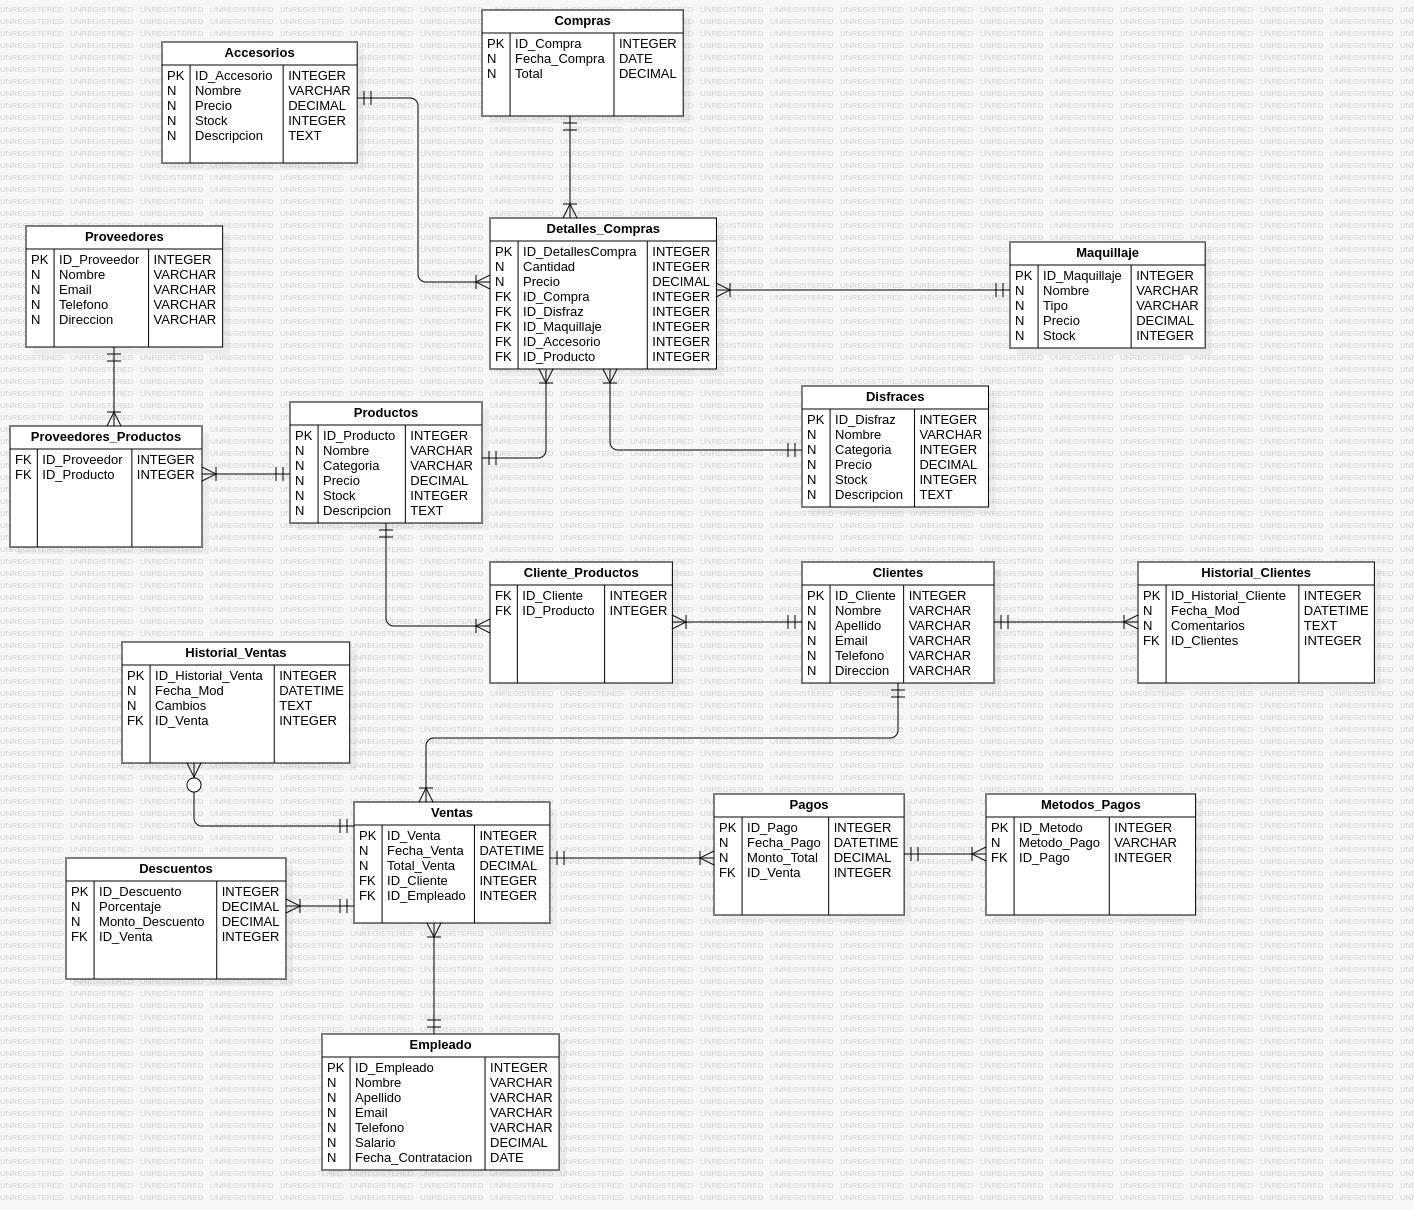 Compras
PK ID_Compra INTEGER
N Fecha_Compra DATE
N Total DECIMAL
Accesorios
PK ID_Accesorio INTEGER
N Nombre VARCHAR
N Precio DECIMAL
N Stock INTEGER
N Descripcion TEXT
Proveedores
PK ID_Proveedor INTEGER
N Nombre VARCHAR
N Email VARCHAR
N Telefono VARCHAR
N Direccion VARCHAR
Detalles_Compras
PK ID_DetallesCompra INTEGER
N Cantidad INTEGER
N Precio DECIMAL
FK ID_Compra INTEGER
FK ID_Disfraz INTEGER
FK ID_Maquillaje INTEGER
FK ID_Accesorio INTEGER
FK ID_Producto INTEGER
Maquillaje
PK ID_Maquillaje INTEGER
N Nombre VARCHAR
N Tipo VARCHAR
N Precio DECIMAL
N Stock INTEGER
Proveedores_Productos
FK ID_Proveedor INTEGER
FK ID_Producto INTEGER
Productos
PK ID_Producto INTEGER
N Nombre VARCHAR
N Categoria VARCHAR
N Precio DECIMAL
N Stock INTEGER
N Descripcion TEXT
Disfraces
PK ID_Disfraz INTEGER
N Nombre VARCHAR
N Categoria INTEGER
N Precio DECIMAL
N Stock INTEGER
N Descripcion TEXT
Cliente_Productos
FK ID_Cliente INTEGER
FK ID_Producto INTEGER
Clientes
PK ID_Cliente INTEGER
N Nombre VARCHAR
N Apellido VARCHAR
N Email VARCHAR
N Telefono VARCHAR
N Direccion VARCHAR
Historial_Clientes
PK ID_Historial_Cliente INTEGER
N Fecha_Mod DATETIME
N Comentarios TEXT
FK ID_Clientes INTEGER
Historial_Ventas
PK ID_Historial_Venta INTEGER
N Fecha_Mod DATETIME
N Cambios TEXT
FK ID_Venta INTEGER
Ventas
PK ID_Venta INTEGER
N Fecha_Venta DATETIME
N Total_Venta DECIMAL
FK ID_Cliente INTEGER
FK ID_Empleado INTEGER
Pagos
PK ID_Pago INTEGER
N Fecha_Pago DATETIME
N Monto_Total DECIMAL
FK ID_Venta INTEGER
Metodos_Pagos
PK ID_Metodo INTEGER
N Metodo_Pago VARCHAR
FK ID_Pago INTEGER
Descuentos
PK ID_Descuento INTEGER
N Porcentaje DECIMAL
N Monto_Descuento DECIMAL
FK ID_Venta INTEGER
Empleado
PK ID_Empleado INTEGER
N Nombre VARCHAR
N Apellido VARCHAR
N Email VARCHAR
N Telefono VARCHAR
N Salario DECIMAL
N Fecha_Contratacion DATE
UNREGISTERED